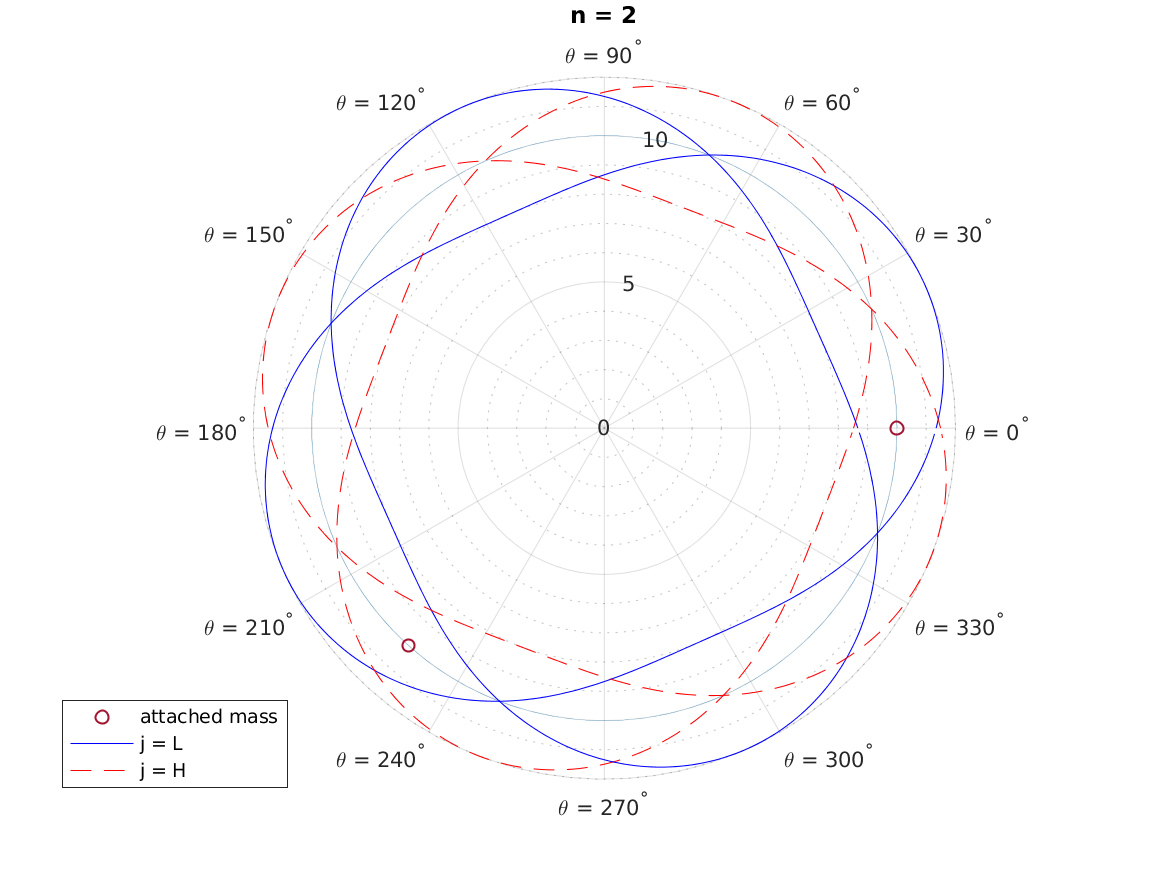 n = 2
θ = 90°
θ = 120°
θ = 60°
10
θ = 150°
θ = 30°
5
θ = 180°
0
θ = 0°
θ = 210°
θ = 330°
attached mass
j = L
j = H
θ = 240°
θ = 300°
θ = 270°